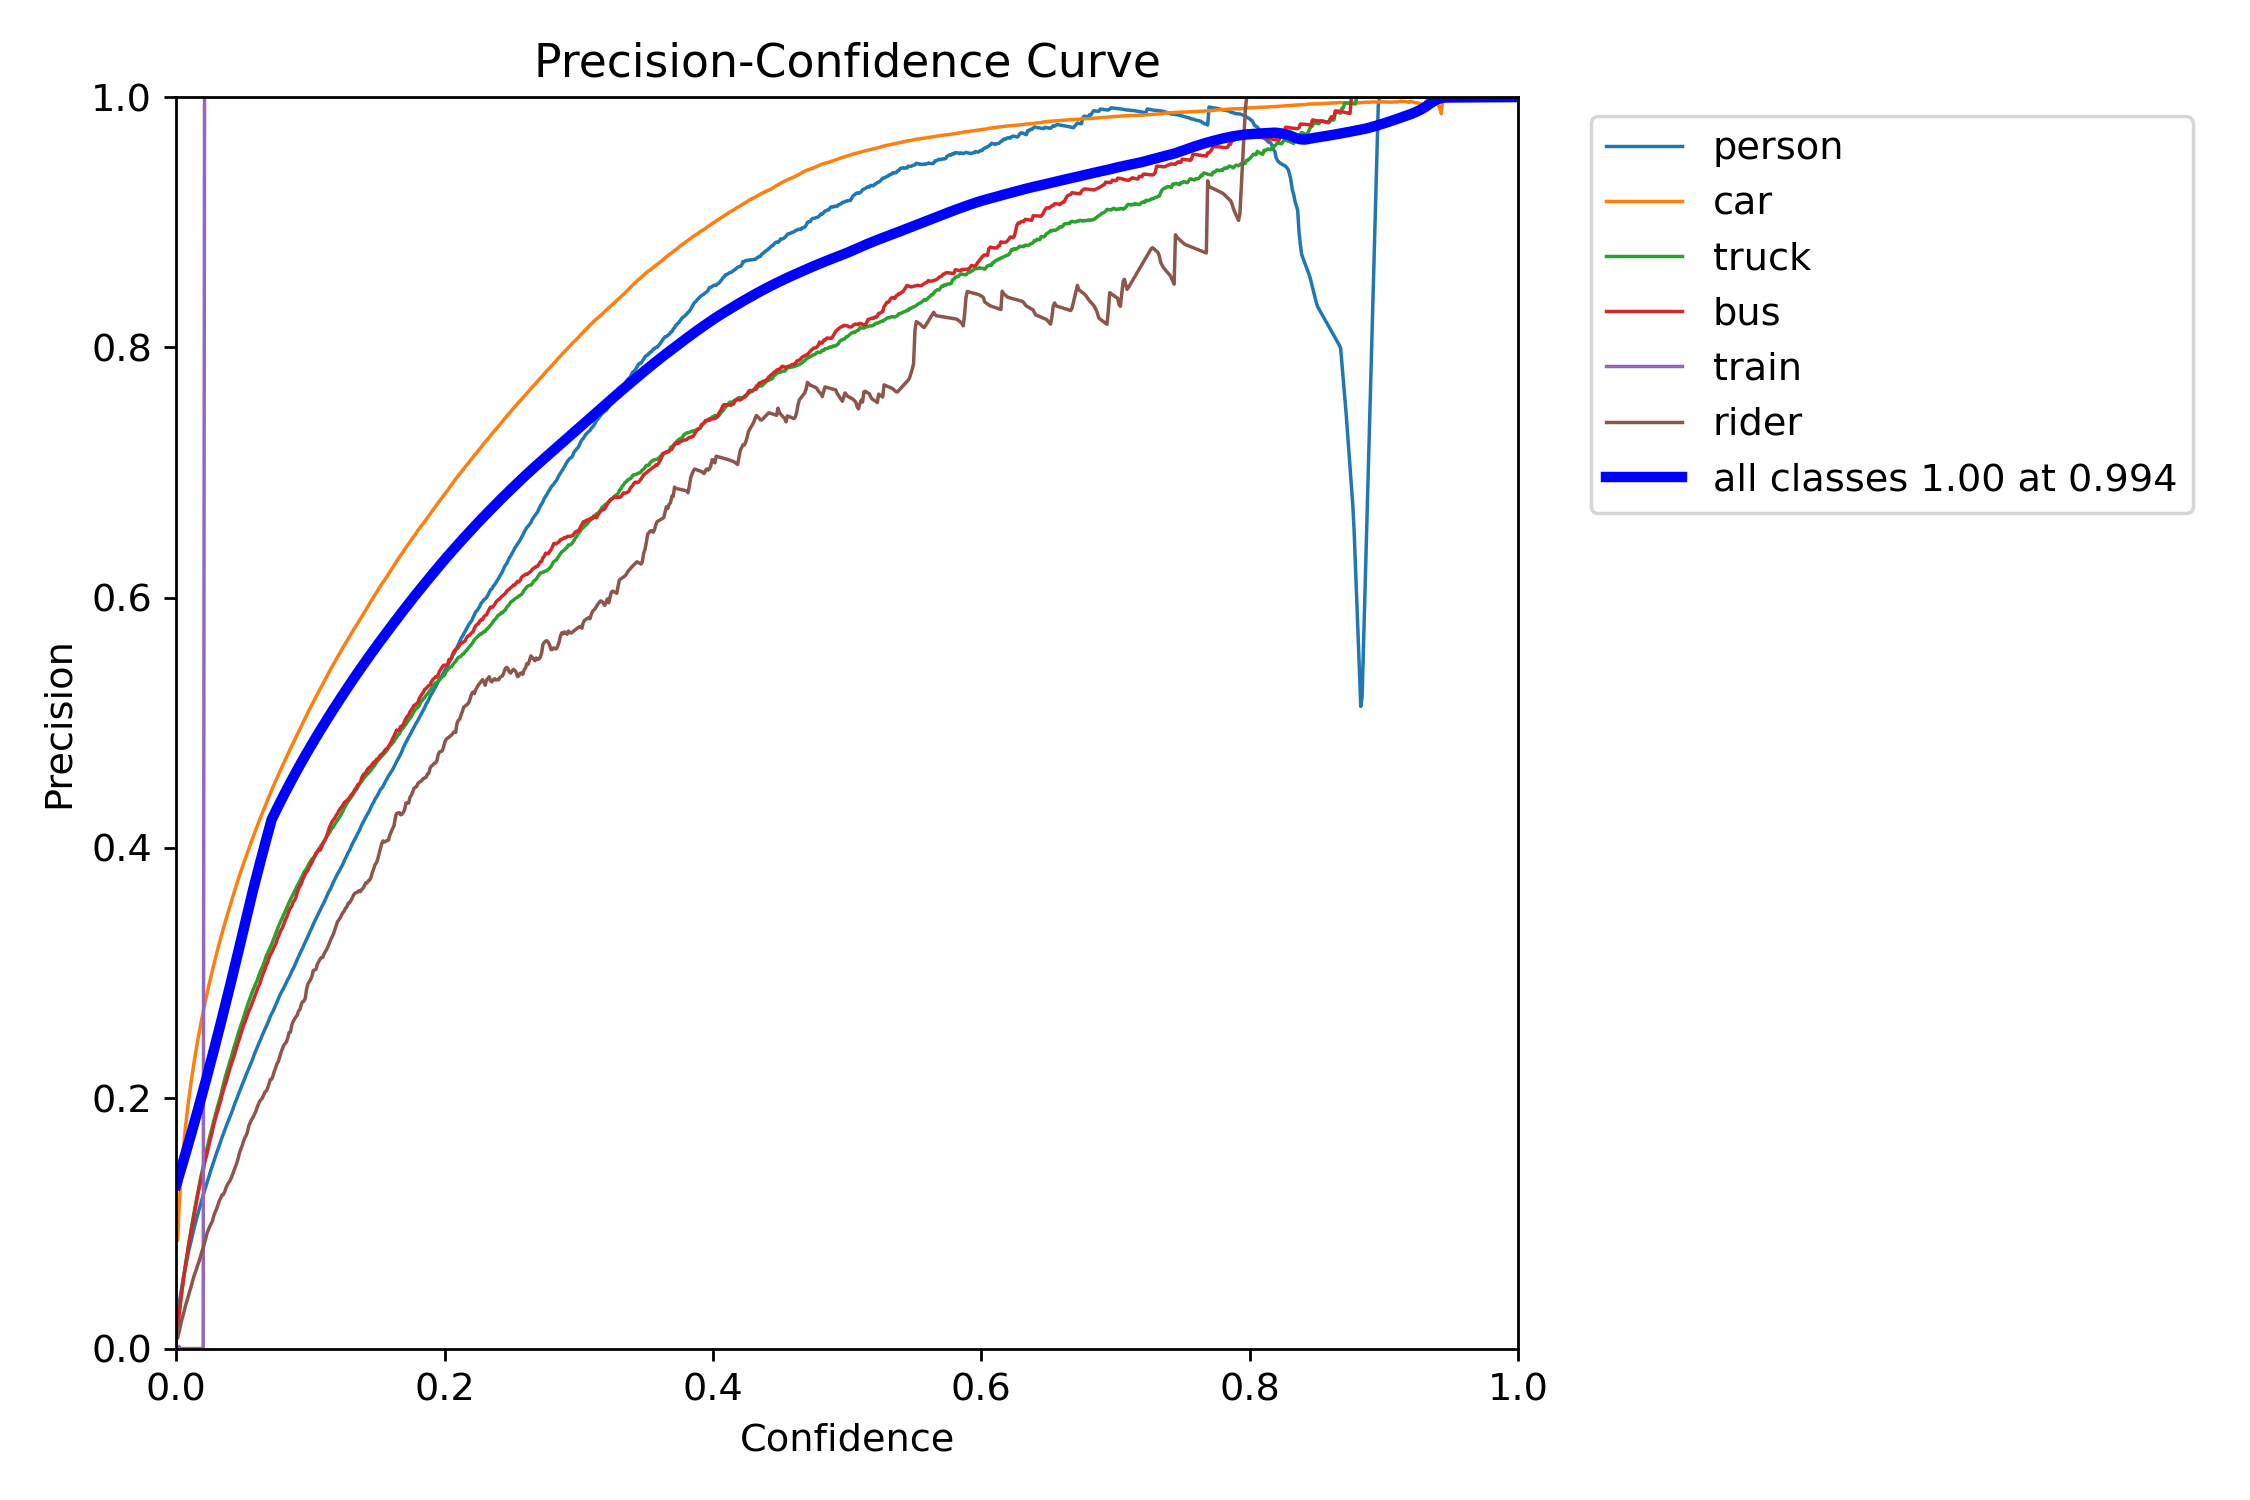 Precision-Confidence Curve
1.0
0.8
0.6
0.4
0.2
0.0
Precision
0.0 0.2 0.4 0.6 0.8 1.0
Confidence
person
car
truck
bus
train
rider
all classes 1.00 at 0.994